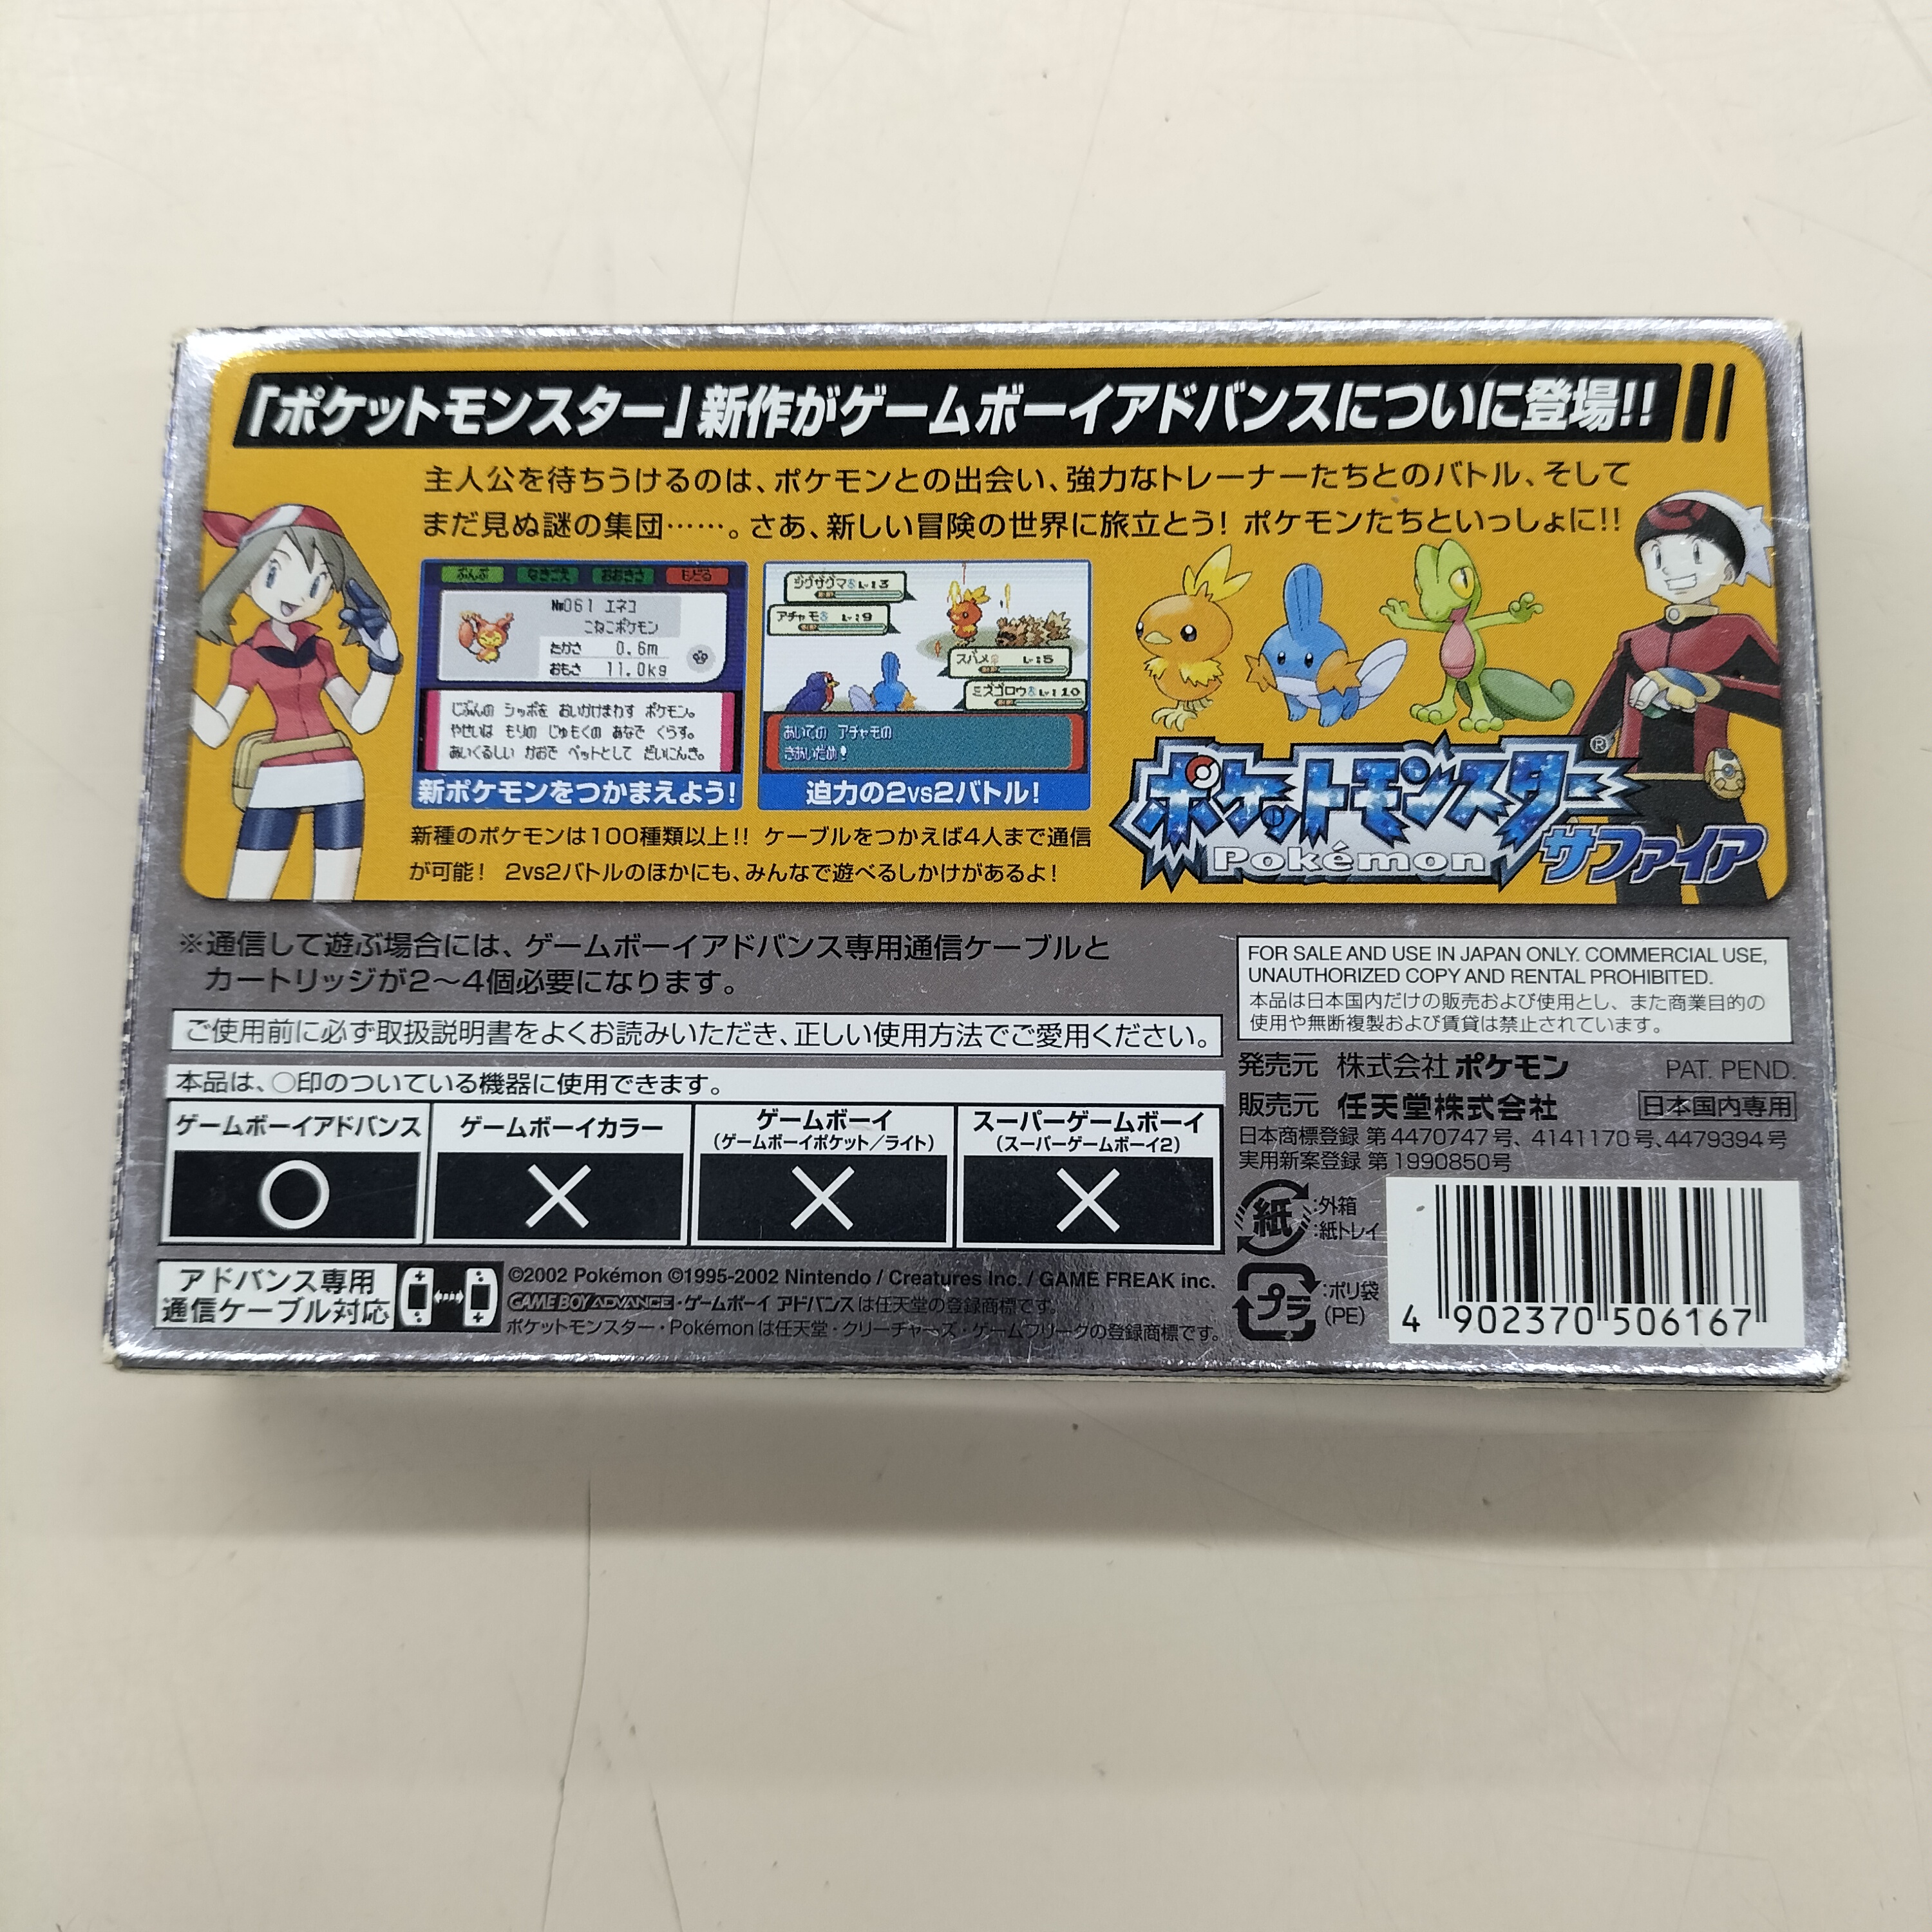 「ポケットモンスター」新作がゲームボーイアドバンスについに登場!!
主人公を待ちうけるのは、ポケモンとの出会い、強力なトレーナーたちとのバトル、そして
まだ見ぬ謎の集団……。さあ、新しい冒険の世界に旅立とう! ポケモンたちといっしょに!!
ぶんぷ なきごえ おおきさ もどる
No061 エネコ
こねこポケモン
たかさ 0.6m
おもさ 11.0kg
じぶんの シッポを おいかけまわす ポケモン。
やせいは もりの じゅもくの あなで くらす。
あいくるしい かおで ペットとして だいにんき。
新ポケモンをつかまえよう!
ジグザグマ♂ Lv13
アチャモ♂ Lv9
スバメ♀ Lv15
ミズゴロウ♂ Lv10
あいての アチャモの
きあいだめ!
迫力の2vs2バトル!
新種のポケモンは100種類以上!! ケーブルをつかえば4人まで通信
が可能! 2vs2バトルのほかにも、みんなで遊べるしかけがあるよ!
ポケットモンスター®
Pokémon
サファイア
※通信して遊ぶ場合には、ゲームボーイアドバンス専用通信ケーブルと
カートリッジが2〜4個必要になります。
ご使用前に必ず取扱説明書をよくお読みいただき、正しい使用方法でご愛用ください。
本品は、○印のついている機器に使用できます。
ゲームボーイアドバンス
○
ゲームボーイカラー
×
ゲームボーイ
(ゲームボーイポケット/ライト)
×
スーパーゲームボーイ
(スーパーゲームボーイ2)
×
アドバンス専用
通信ケーブル対応
©2002 Pokémon ©1995-2002 Nintendo / Creatures Inc. / GAME FREAK inc.
GAME BOY ADVANCE・ゲームボーイ アドバンスは任天堂の登録商標です。
ポケットモンスター・Pokémonは任天堂・クリーチャーズ・ゲームフリークの登録商標です。
FOR SALE AND USE IN JAPAN ONLY. COMMERCIAL USE,
UNAUTHORIZED COPY AND RENTAL PROHIBITED.
本品は日本国内だけの販売および使用とし、また商業目的の
使用や無断複製および賃貸は禁止されています。
発売元 株式会社ポケモン PAT. PEND.
販売元 任天堂株式会社 日本国内専用
日本商標登録 第4470747号、4141170号、4479394号
実用新案登録 第1990850号
紙 :外箱
:紙トレイ
プラ :ポリ袋
(PE)
4 902370 506167